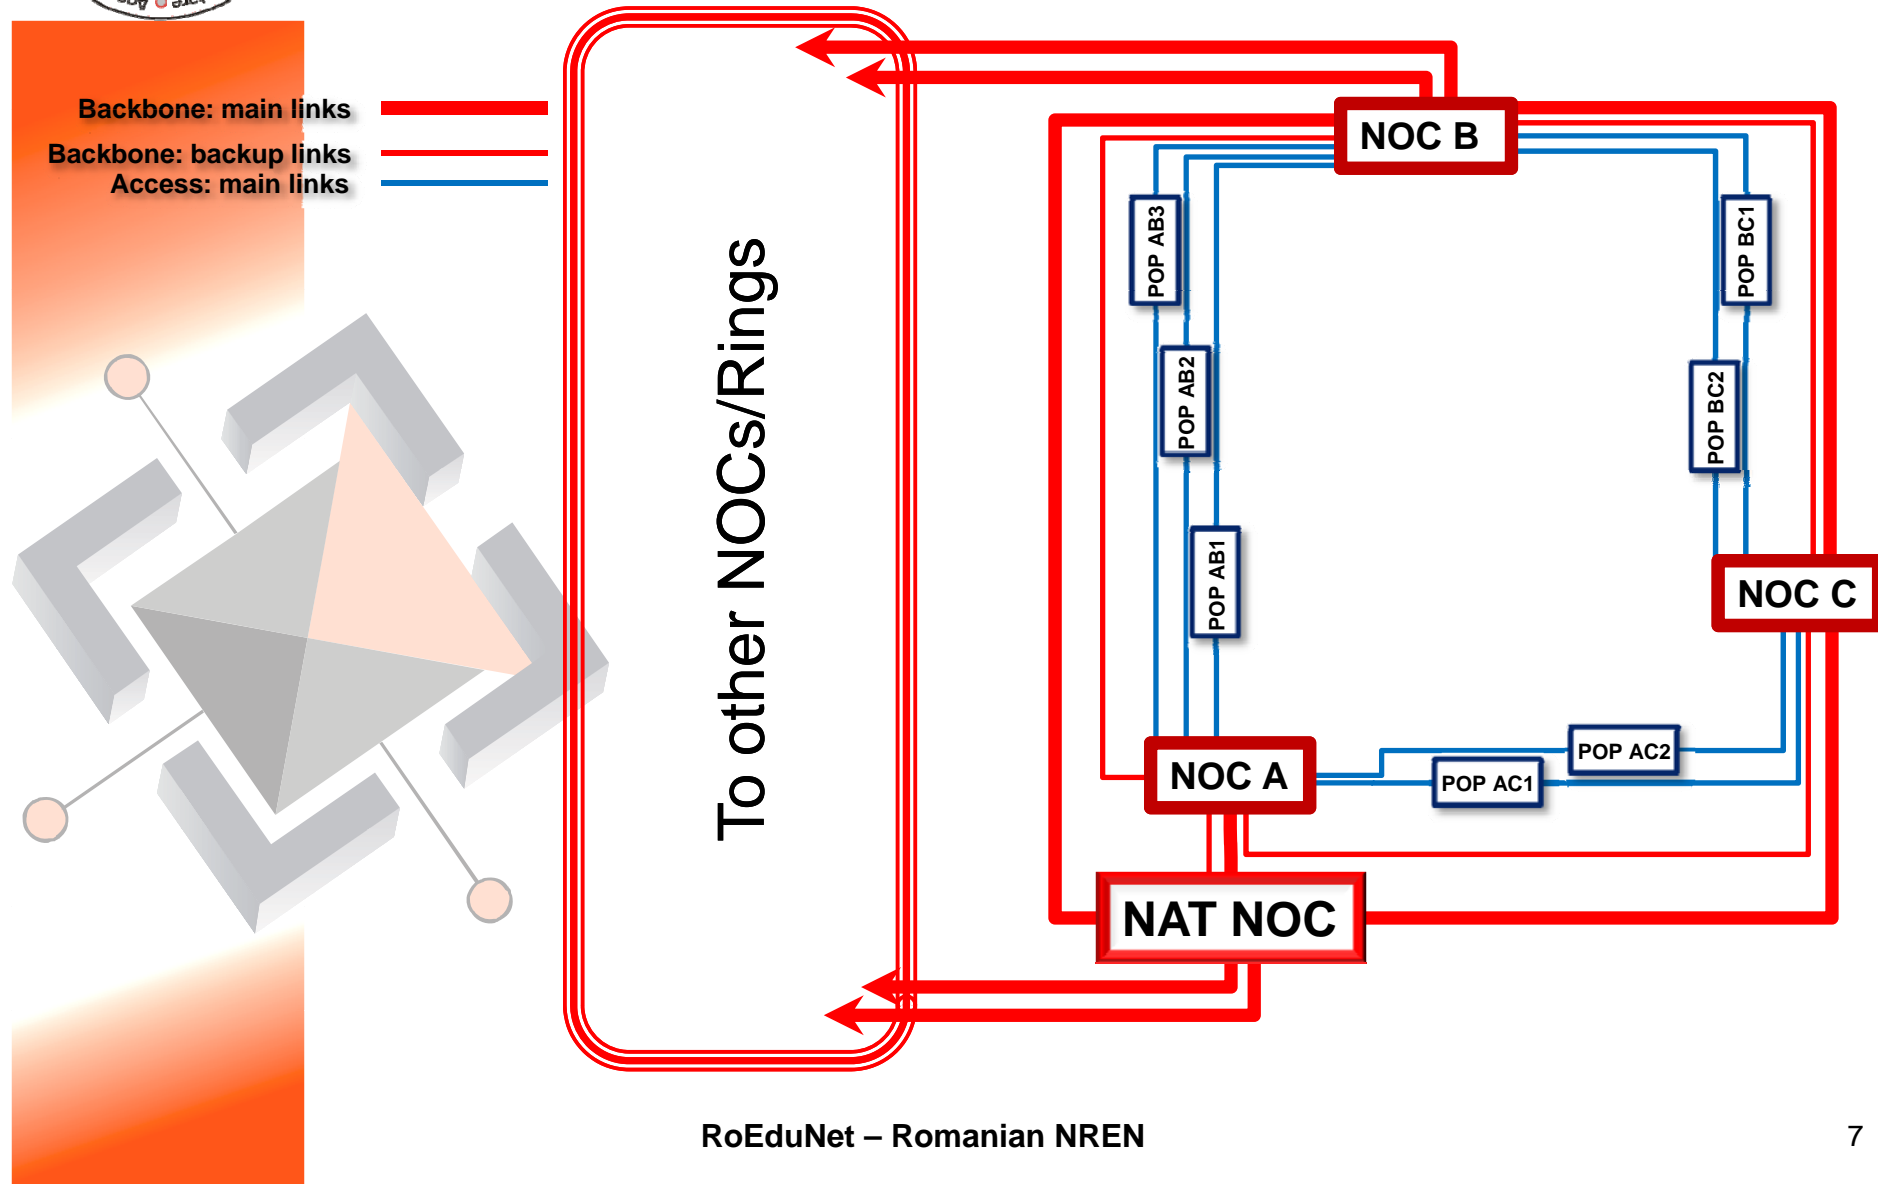 Backbone: main links
Backbone: backup links
Access: main links
To other NOCs/Rings
NOC B
POP AB3
POP BC1
POP AB2
POP BC2
POP AB1
NOC C
POP AC2
NOC A
POP AC1
NAT NOC
RoEduNet – Romanian NREN
7